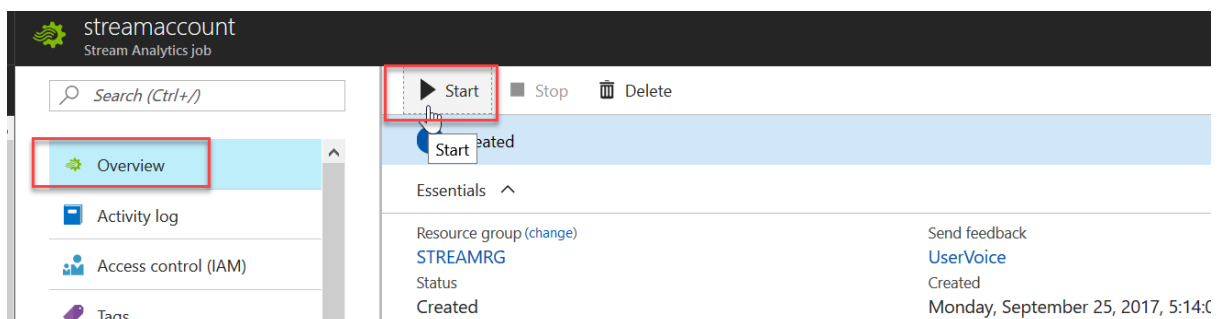 streamaccount
Stream Analytics job
Search (Ctrl+/)
Overview
Activity log
Access control (IAM)
Tags
Start
Stop
Delete
Start
Essentials
Resource group (change)
STREAMRG
Status
Created
Send feedback
UserVoice
Created
Monday, September 25, 2017, 5:14:0